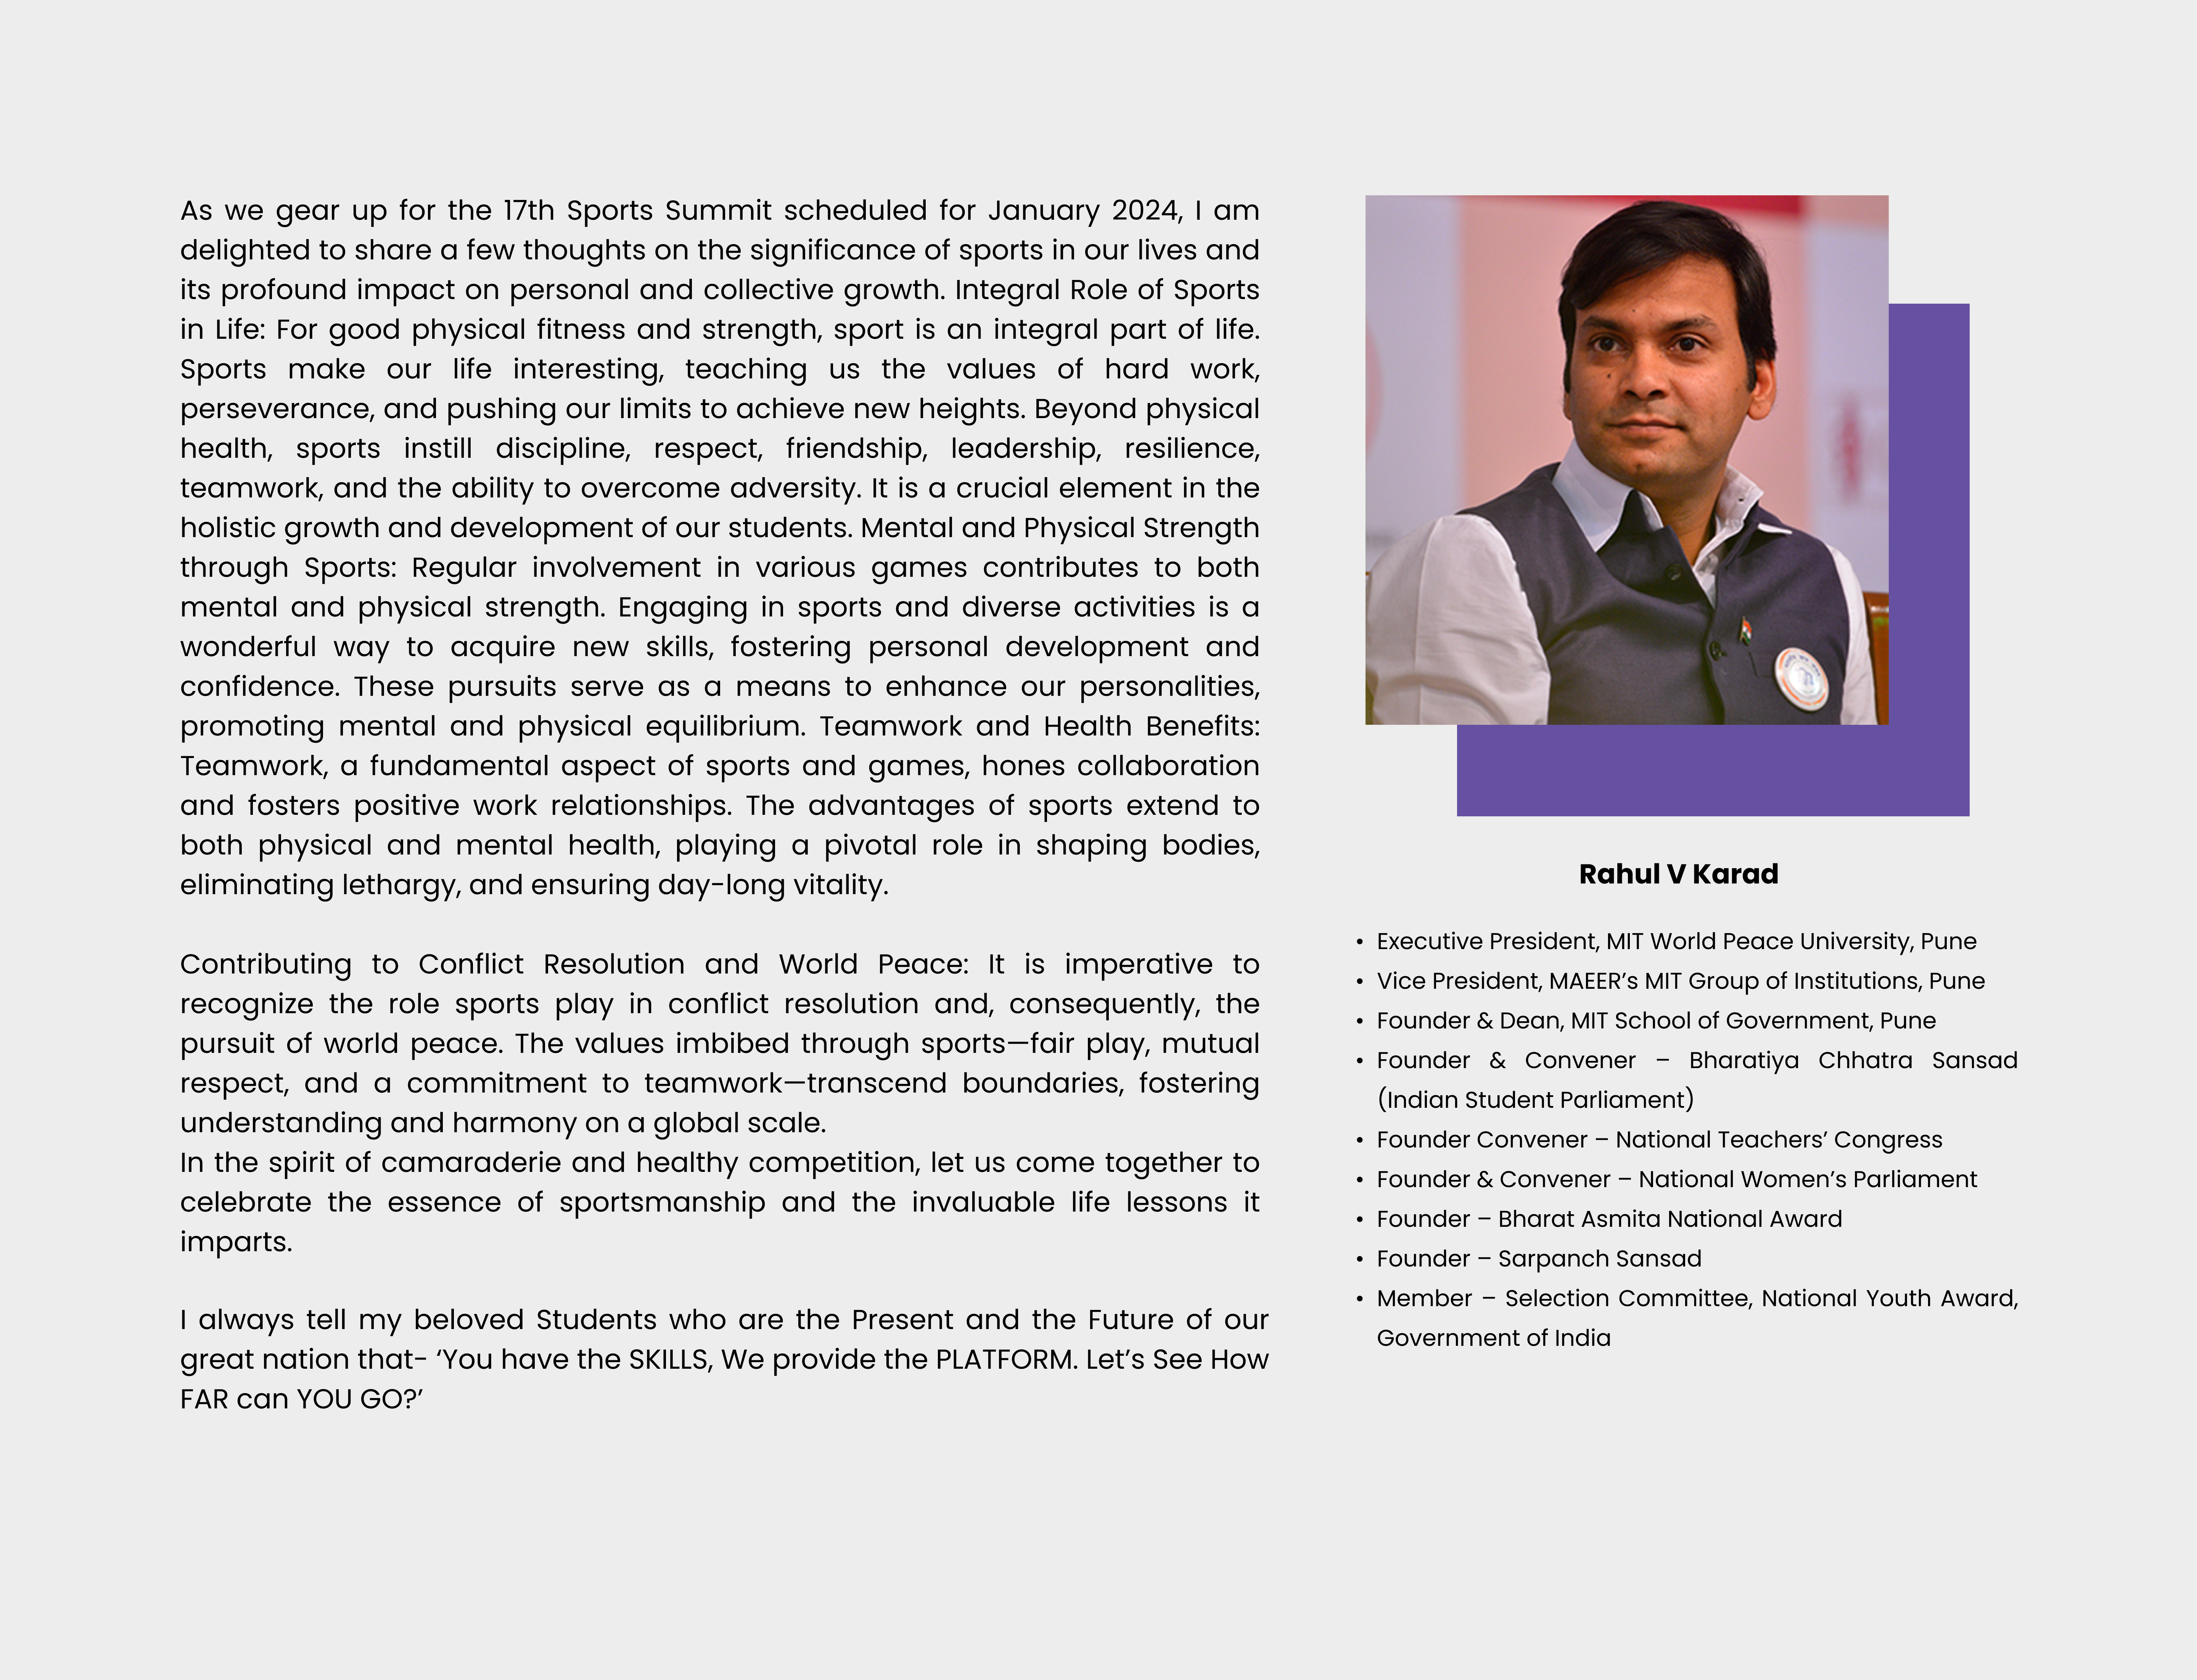 As we gear up for the 17th Sports Summit scheduled for January 2024, I am
delighted to share a few thoughts on the significance of sports in our lives and
its profound impact on personal and collective growth. Integral Role of Sports
in Life: For good physical fitness and strength, sport is an integral part of life.
Sports make our life interesting, teaching us the values of hard work,
perseverance, and pushing our limits to achieve new heights. Beyond physical
health, sports instill discipline, respect, friendship, leadership, resilience,
teamwork, and the ability to overcome adversity. It is a crucial element in the
holistic growth and development of our students. Mental and Physical Strength
through Sports: Regular involvement in various games contributes to both
mental and physical strength. Engaging in sports and diverse activities is a
wonderful way to acquire new skills, fostering personal development and
confidence. These pursuits serve as a means to enhance our personalities,
promoting mental and physical equilibrium. Teamwork and Health Benefits:
Teamwork, a fundamental aspect of sports and games, hones collaboration
and fosters positive work relationships. The advantages of sports extend to
both physical and mental health, playing a pivotal role in shaping bodies,
eliminating lethargy, and ensuring day-long vitality.
Contributing to Conflict Resolution and World Peace: It is imperative to
recognize the role sports play in conflict resolution and, consequently, the
pursuit of world peace. The values imbibed through sports—fair play, mutual
respect, and a commitment to teamwork—transcend boundaries, fostering
understanding and harmony on a global scale.
In the spirit of camaraderie and healthy competition, let us come together to
celebrate the essence of sportsmanship and the invaluable life lessons it
imparts.
I always tell my beloved Students who are the Present and the Future of our
great nation that- ‘You have the SKILLS, We provide the PLATFORM. Let’s See How
FAR can YOU GO?’
Rahul V Karad
• Executive President, MIT World Peace University, Pune
• Vice President, MAEER’s MIT Group of Institutions, Pune
• Founder & Dean, MIT School of Government, Pune
• Founder & Convener – Bharatiya Chhatra Sansad
(Indian Student Parliament)
• Founder Convener – National Teachers’ Congress
• Founder & Convener – National Women’s Parliament
• Founder – Bharat Asmita National Award
• Founder – Sarpanch Sansad
• Member – Selection Committee, National Youth Award,
Government of India